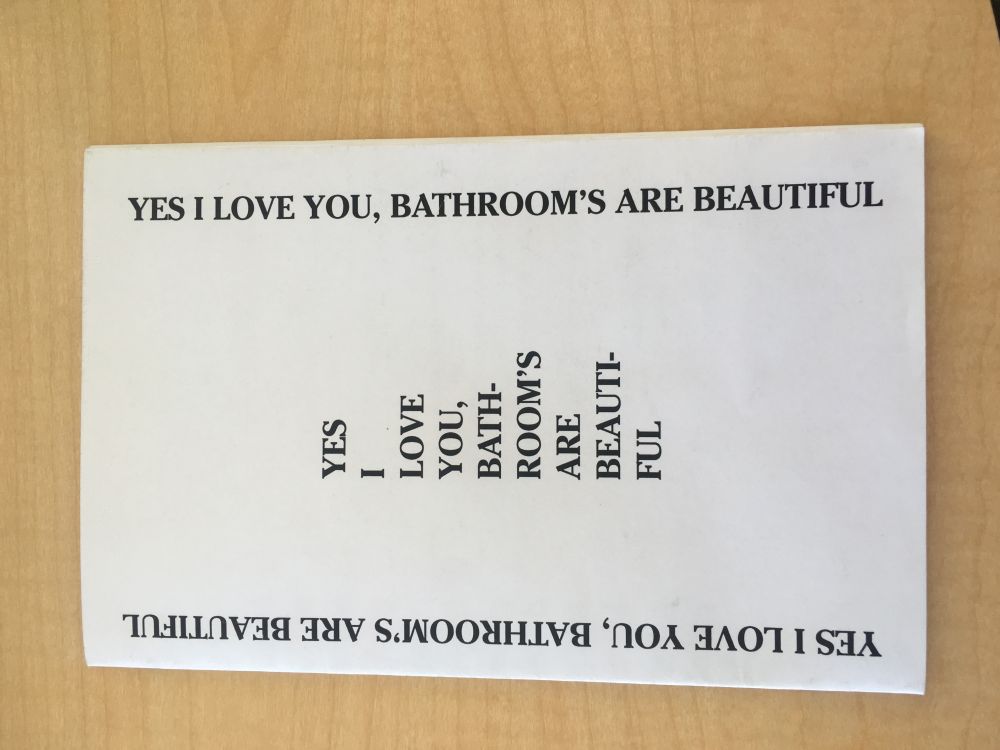 YES I LOVE YOU, BATHROOM’S ARE BEAUTIFUL
YES
I
LOVE
YOU,
BATH-
ROOM’S
ARE
BEAUTI-
FUL
YES I LOVE YOU, BATHROOM’S ARE BEAUTIFUL